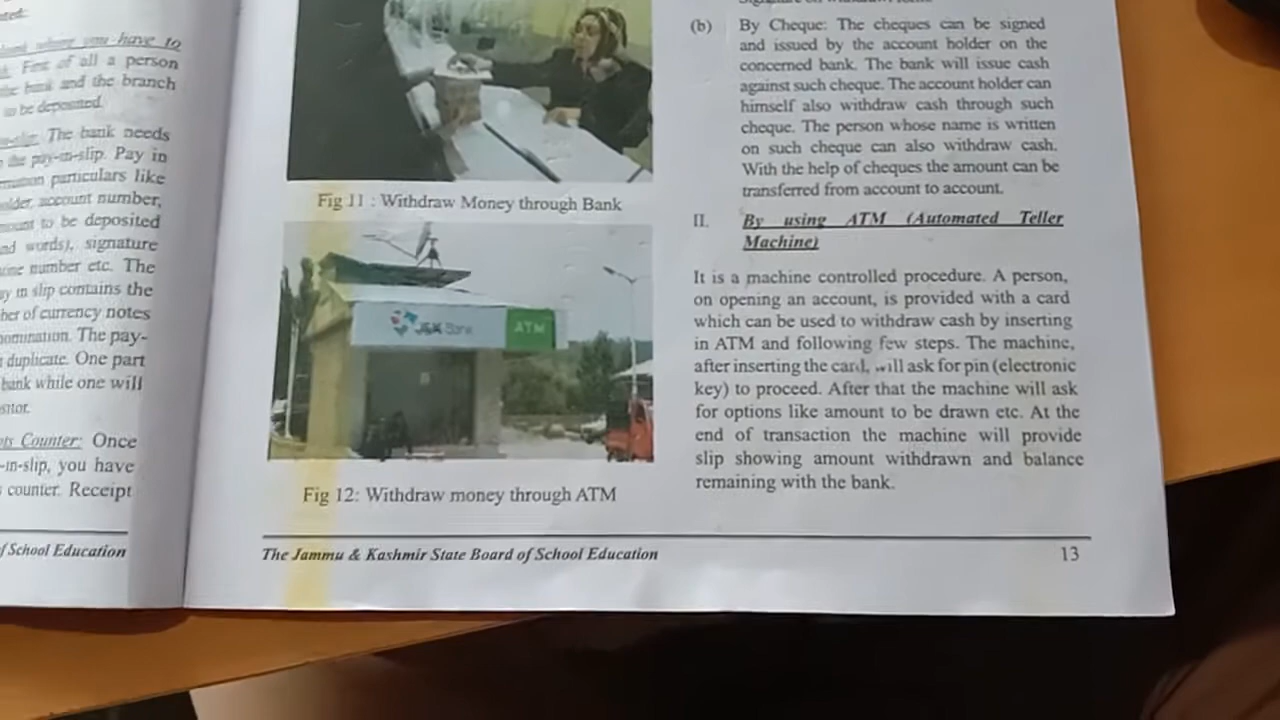 where you have to
First of all a person
the bank and the branch
to be deposited.
The bank needs
the pay-in-slip. Pay in
particulars like
account number,
to be deposited
words), signature
number etc. The
in slip contains the
of currency notes
The pay-
duplicate. One part
bank while one will
Counter: Once
-in-slip, you have
counter. Receipt
of School Education
Fig 11 : Withdraw Money through Bank
J&K Bank
ATM
Fig 12: Withdraw money through ATM
(b) By Cheque: The cheques can be signed
and issued by the account holder on the
concerned bank. The bank will issue cash
against such cheque. The account holder can
himself also withdraw cash through such
cheque. The person whose name is written
on such cheque can also withdraw cash.
With the help of cheques the amount can be
transferred from account to account.
II. By using ATM (Automated Teller
Machine)
It is a machine controlled procedure. A person,
on opening an account, is provided with a card
which can be used to withdraw cash by inserting
in ATM and following few steps. The machine,
after inserting the card, will ask for pin (electronic
key) to proceed. After that the machine will ask
for options like amount to be drawn etc. At the
end of transaction the machine will provide
slip showing amount withdrawn and balance
remaining with the bank.
The Jammu & Kashmir State Board of School Education
13